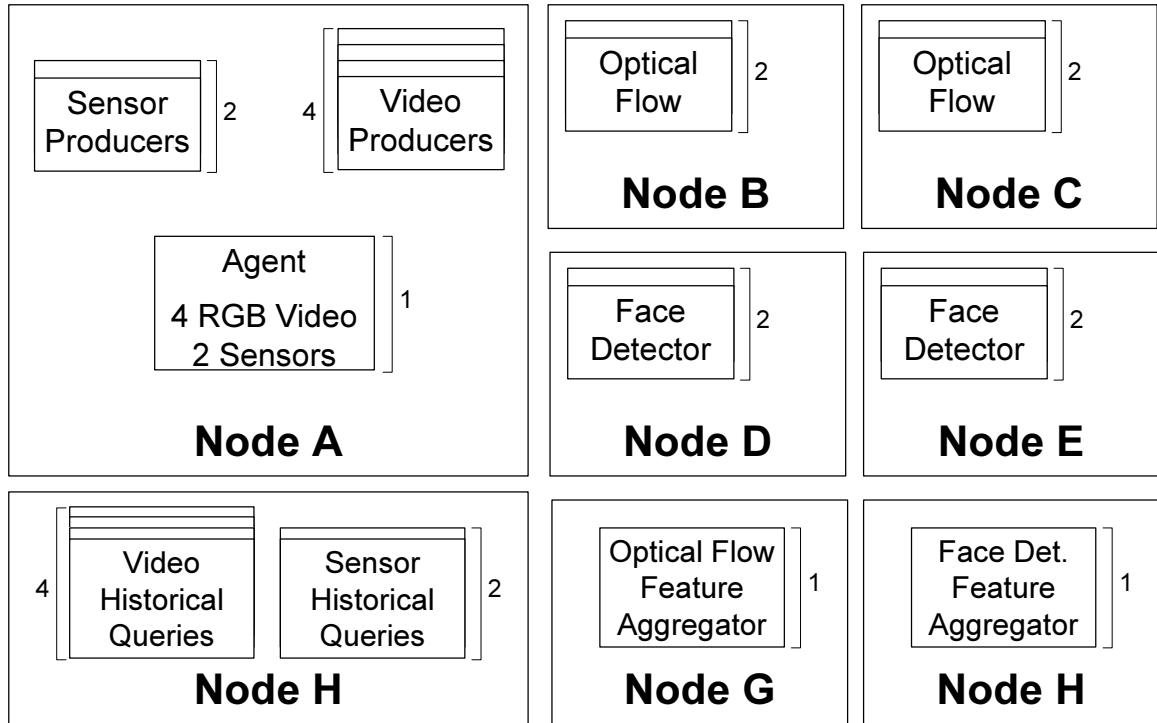 Sensor
Producers
2
4
Video
Producers
Agent
4 RGB Video
2 Sensors
1
Node A
Optical
Flow
2
Node B
Optical
Flow
2
Node C
Face
Detector
2
Node D
Face
Detector
2
Node E
4
Video
Historical
Queries
Sensor
Historical
Queries
2
Node H
Optical Flow
Feature
Aggregator
1
Node G
Face Det.
Feature
Aggregator
1
Node H